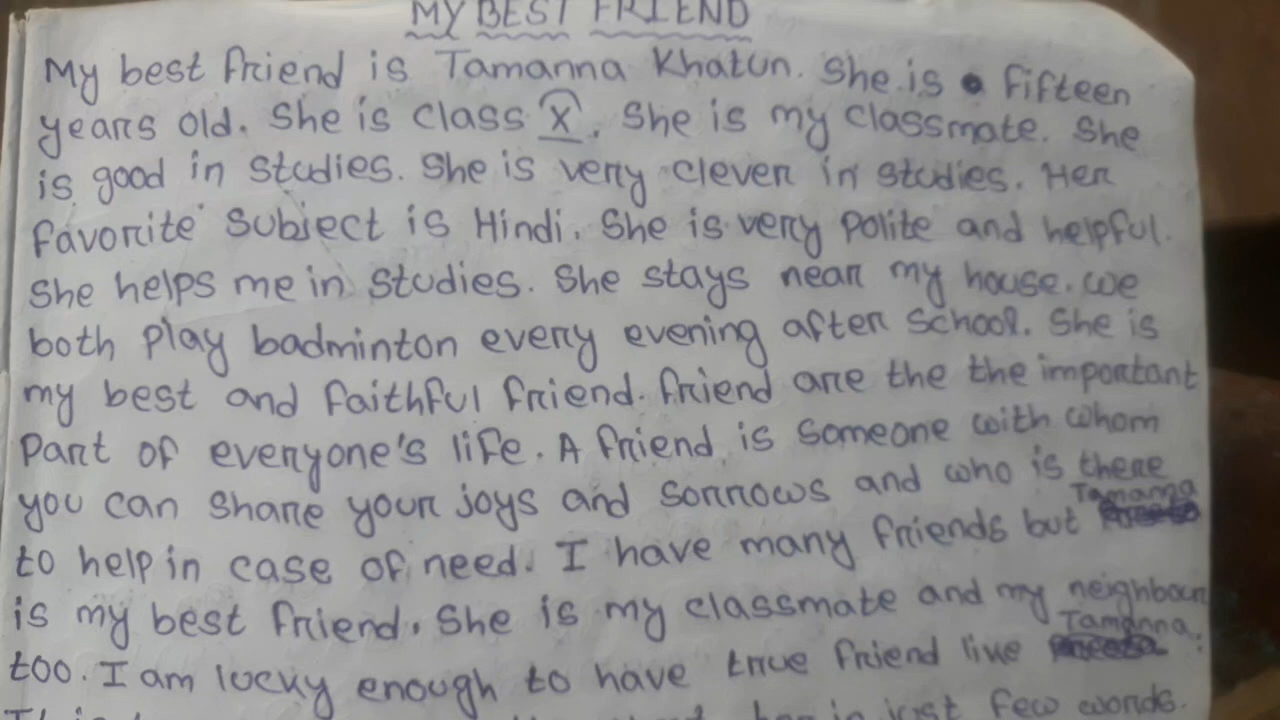 MY BEST FRIEND
My best friend is Tamanna Khatun. She is fifteen
years old. She is class X. She is my classmate. She
is good in studies. She is very clever in studies. Her
favorite subject is Hindi. She is very polite and helpful.
She helps me in studies. She stays near my house. we
both play badminton every evening after school. She is
my best and faithful friend. friend are the the important
part of everyone's life. A friend is someone with whom
you can share your joys and sorrows and who is there
to help in case of need. I have many friends but Tamanna
is my best friend. She is my classmate and my neighbour
too. I am lucky enough to have true friend like Tamanna.
her in just few words.